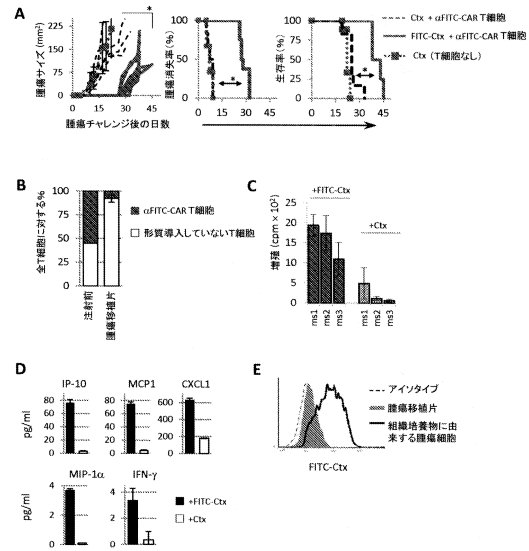 A
腫瘍サイズ (mm²)
225
150
75
0
0 15 30 45
*
腫瘍チャレンジ後の日数
腫瘍消失率 (%)
100
75
50
25
0
0 15 30 45
*
生存率 (%)
100
75
50
25
0
0 15 30 45
*
Ctx + αFITC-CAR T細胞
FITC-Ctx + αFITC-CAR T細胞
Ctx (T細胞なし)
B
全T細胞に対する%
100
75
50
25
0
注射前
腫瘍移植片
αFITC-CAR T細胞
形質導入していないT細胞
C
増殖 (cpm × 10²)
25
20
15
10
5
0
+FITC-Ctx
+Ctx
ms1 ms2 ms3
ms1 ms2 ms3
D
IP-10
pg/ml
80
60
40
20
0
MCP1
80
60
40
20
0
CXCL1
600
400
200
0
MIP-1α
pg/ml
4
2
0
IFN-γ
4
2
0
+FITC-Ctx
+Ctx
E
アイソタイプ
腫瘍移植片
組織培養物に由
来する腫瘍細胞
FITC-Ctx